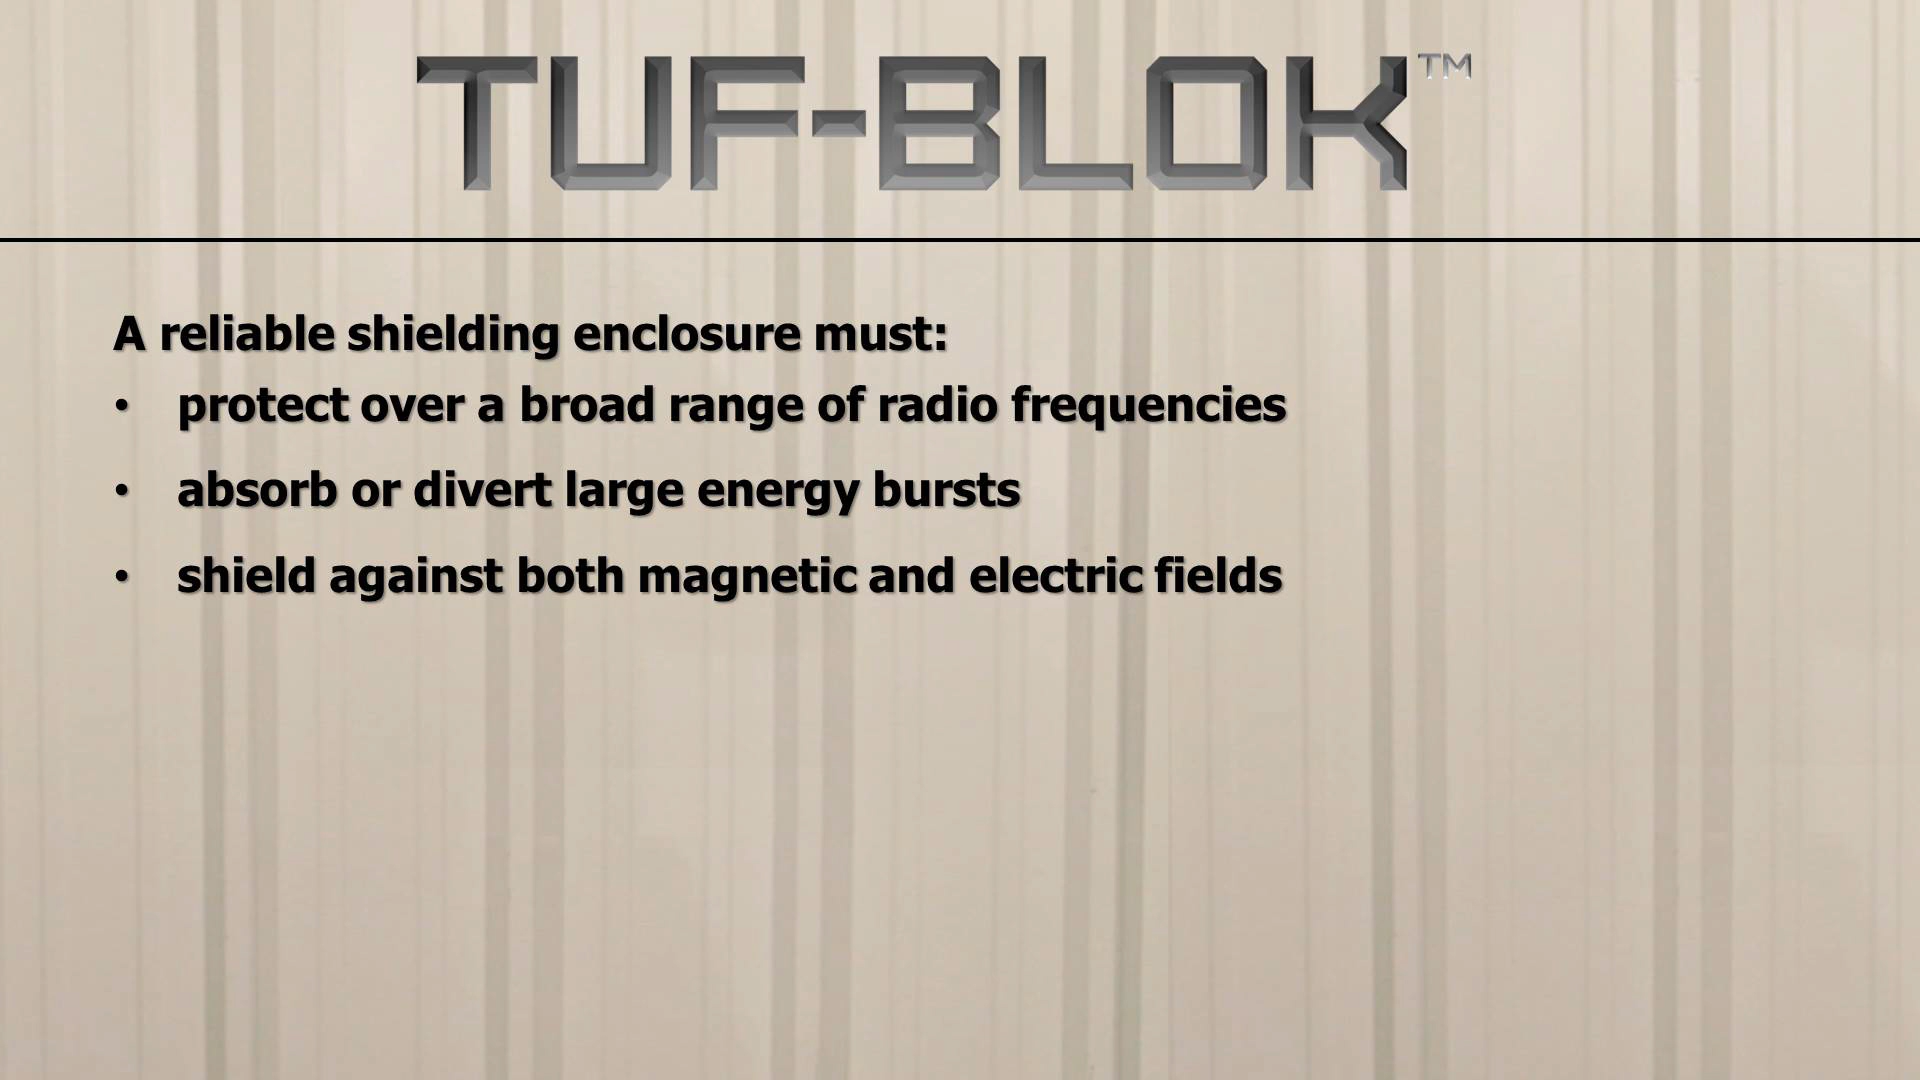 TUF-BLOK™
A reliable shielding enclosure must:
• protect over a broad range of radio frequencies
• absorb or divert large energy bursts
• shield against both magnetic and electric fields